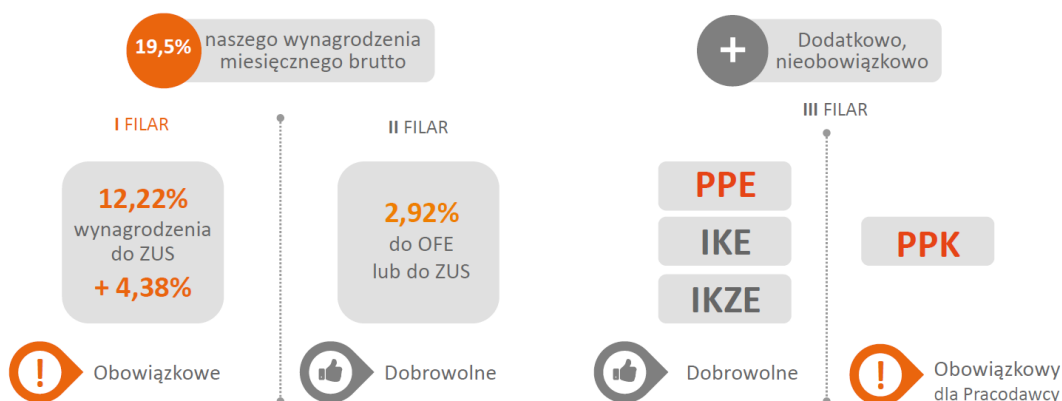 19,5%
naszego wynagrodzenia
miesięcznego brutto
+
Dodatkowo,
nieobowiązkowo
I FILAR
II FILAR
III FILAR
12,22%
wynagrodzenia
do ZUS
+ 4,38%
2,92%
do OFE
lub do ZUS
PPE
IKE
IKZE
PPK
! Obowiązkowe
Dobrowolne
Dobrowolne
! Obowiązkowy
dla Pracodawcy